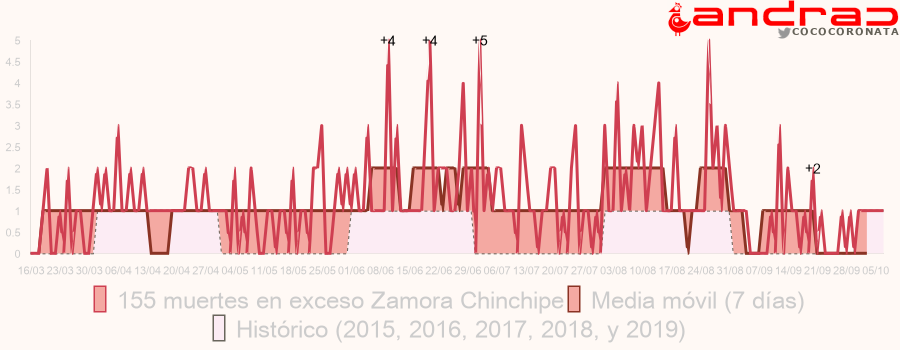 andrab
COCOCORONATA
+4 +4 +5
+2
5
4.5
4
3.5
3
2.5
2
1.5
1
0.5
0
16/03 23/03 30/03 06/04 13/04 20/04 27/04 04/05 11/05 18/05 25/05 01/06 08/06 15/06 22/06 29/06 06/07 13/07 20/07 27/07 03/08 10/08 17/08 24/08 31/08 07/09 14/09 21/09 28/09 05/10
155 muertes en exceso Zamora Chinchipe Media móvil (7 días)
Histórico (2015, 2016, 2017, 2018, y 2019)